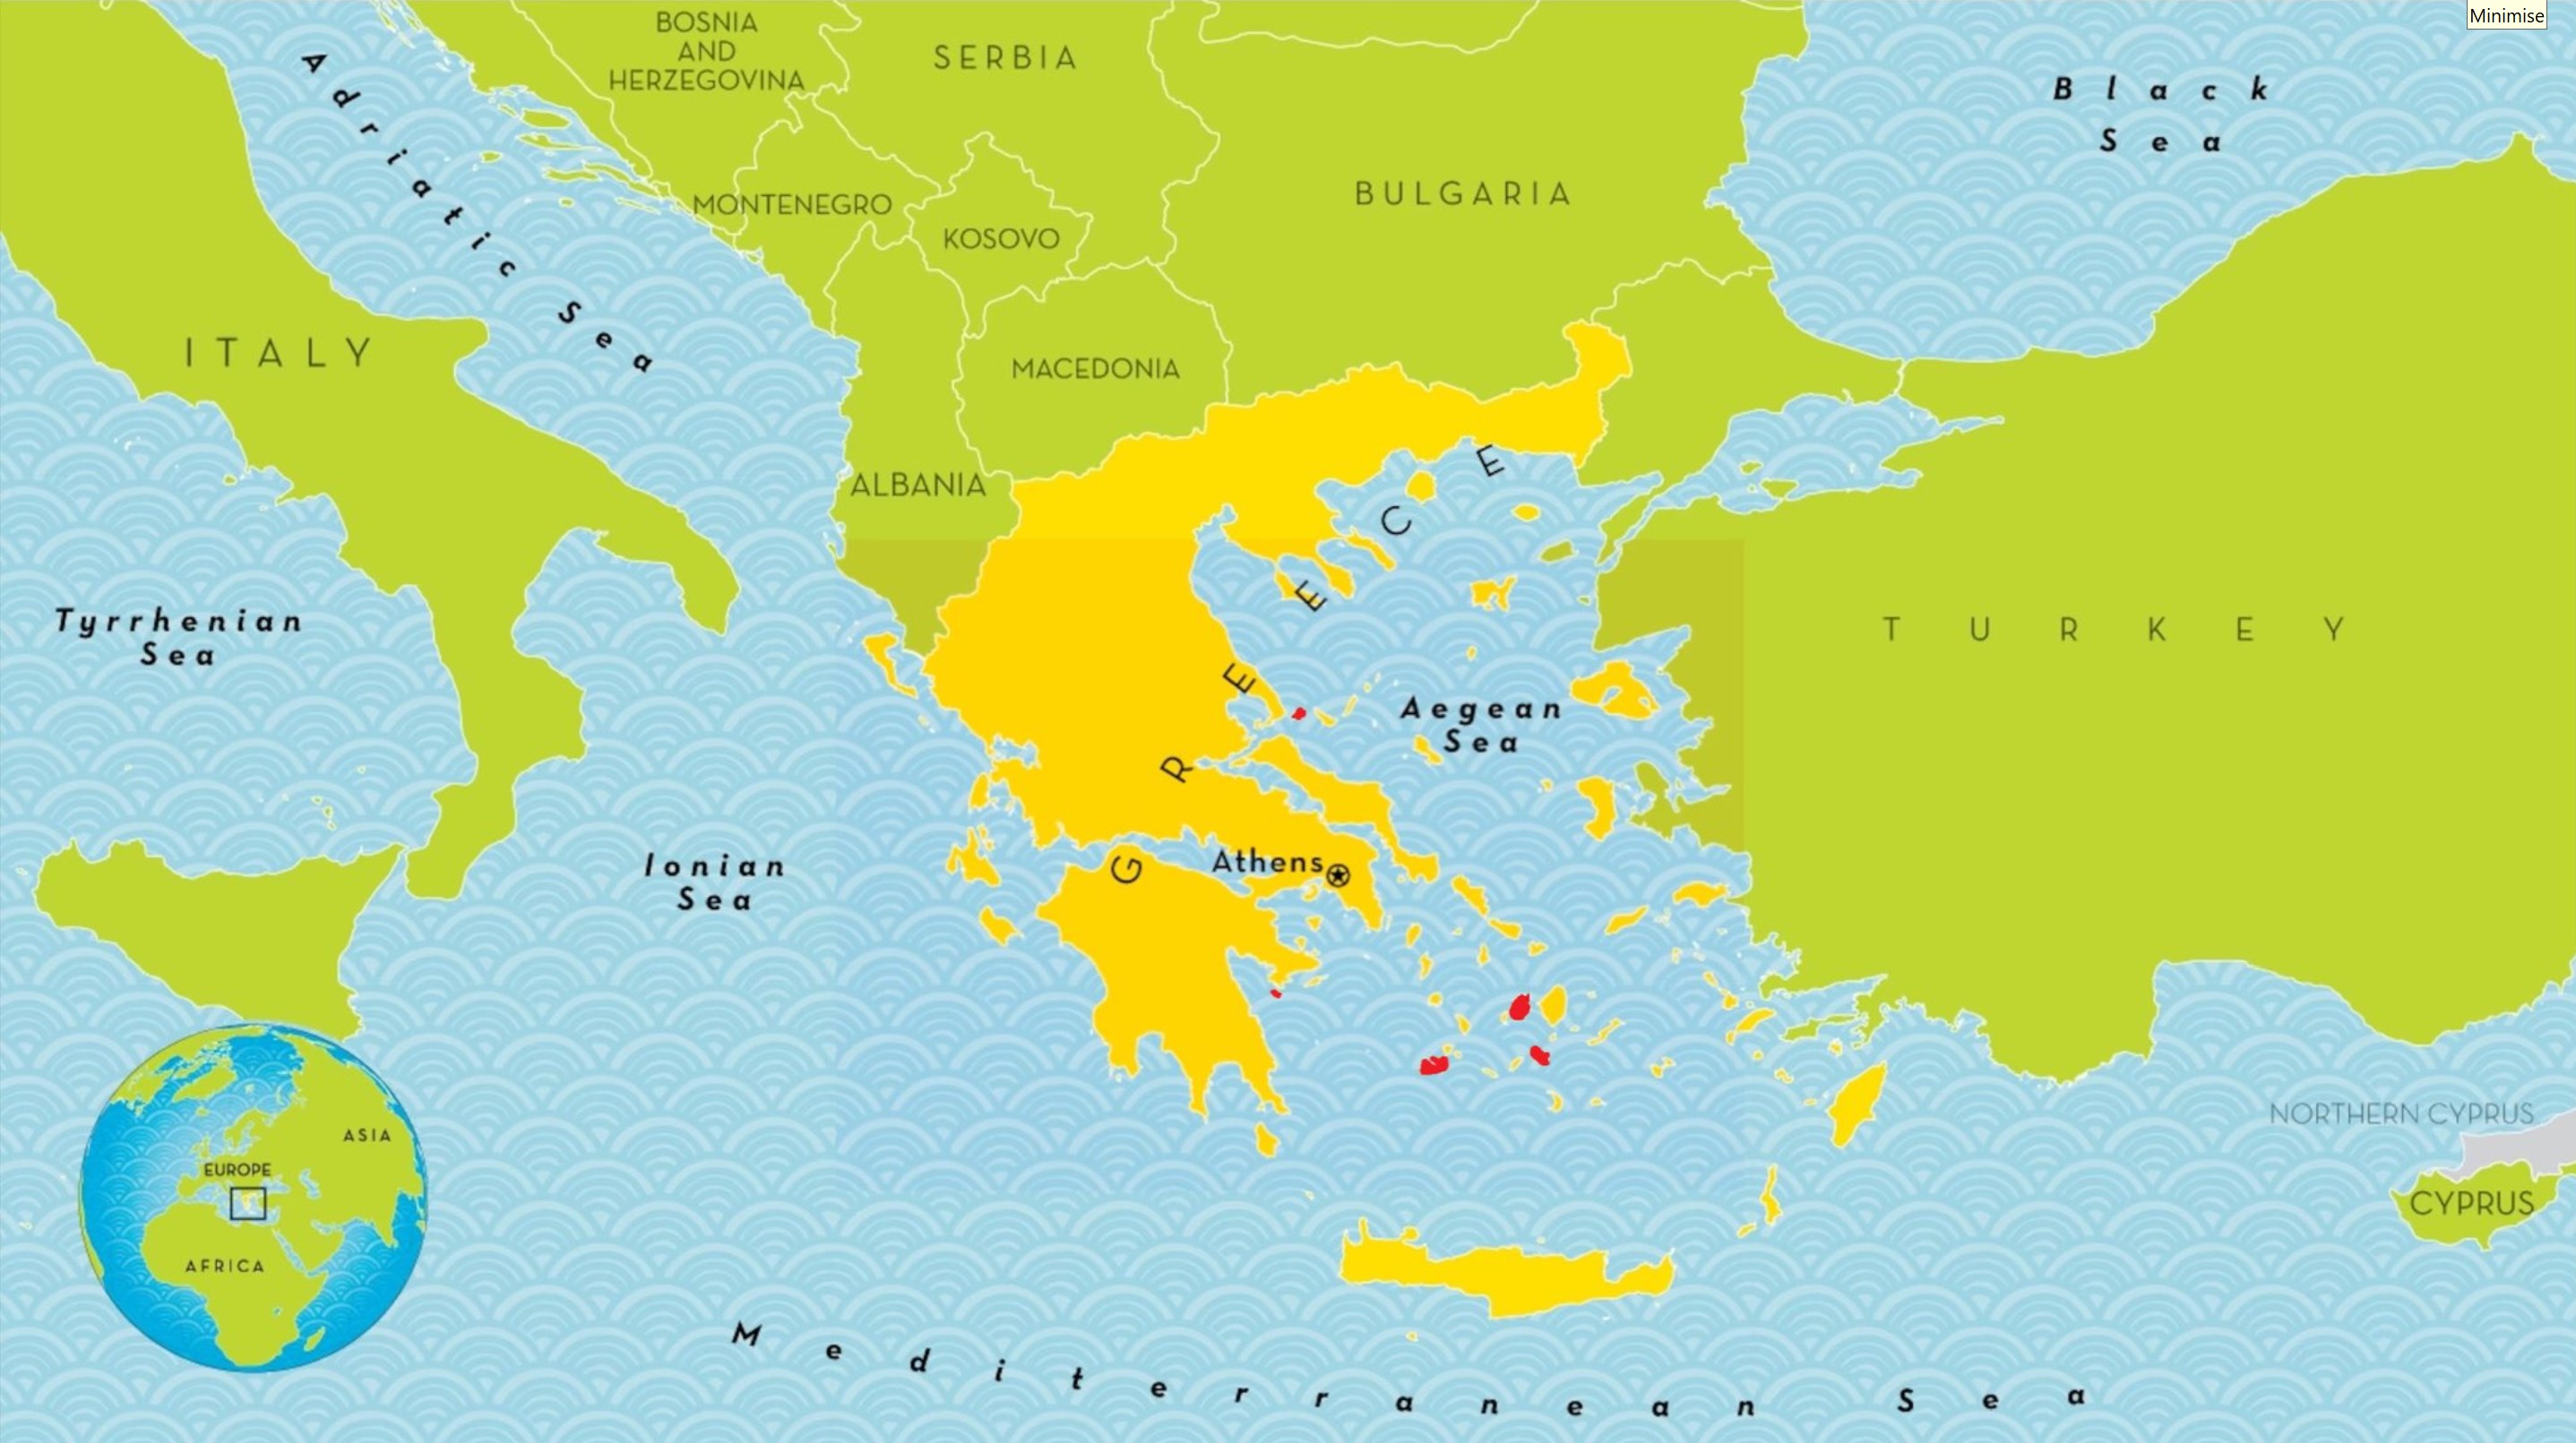 Minimise
BOSNIA
AND
HERZEGOVINA
SERBIA
Black
Sea
Adriatic Sea
MONTENEGRO
BULGARIA
KOSOVO
ITALY
MACEDONIA
ALBANIA
GREECE
Tyrrhenian
Sea
TURKEY
Aegean
Sea
Ionian
Sea
Athens
NORTHERN CYPRUS
CYPRUS
ASIA
EUROPE
AFRICA
Mediterranean Sea